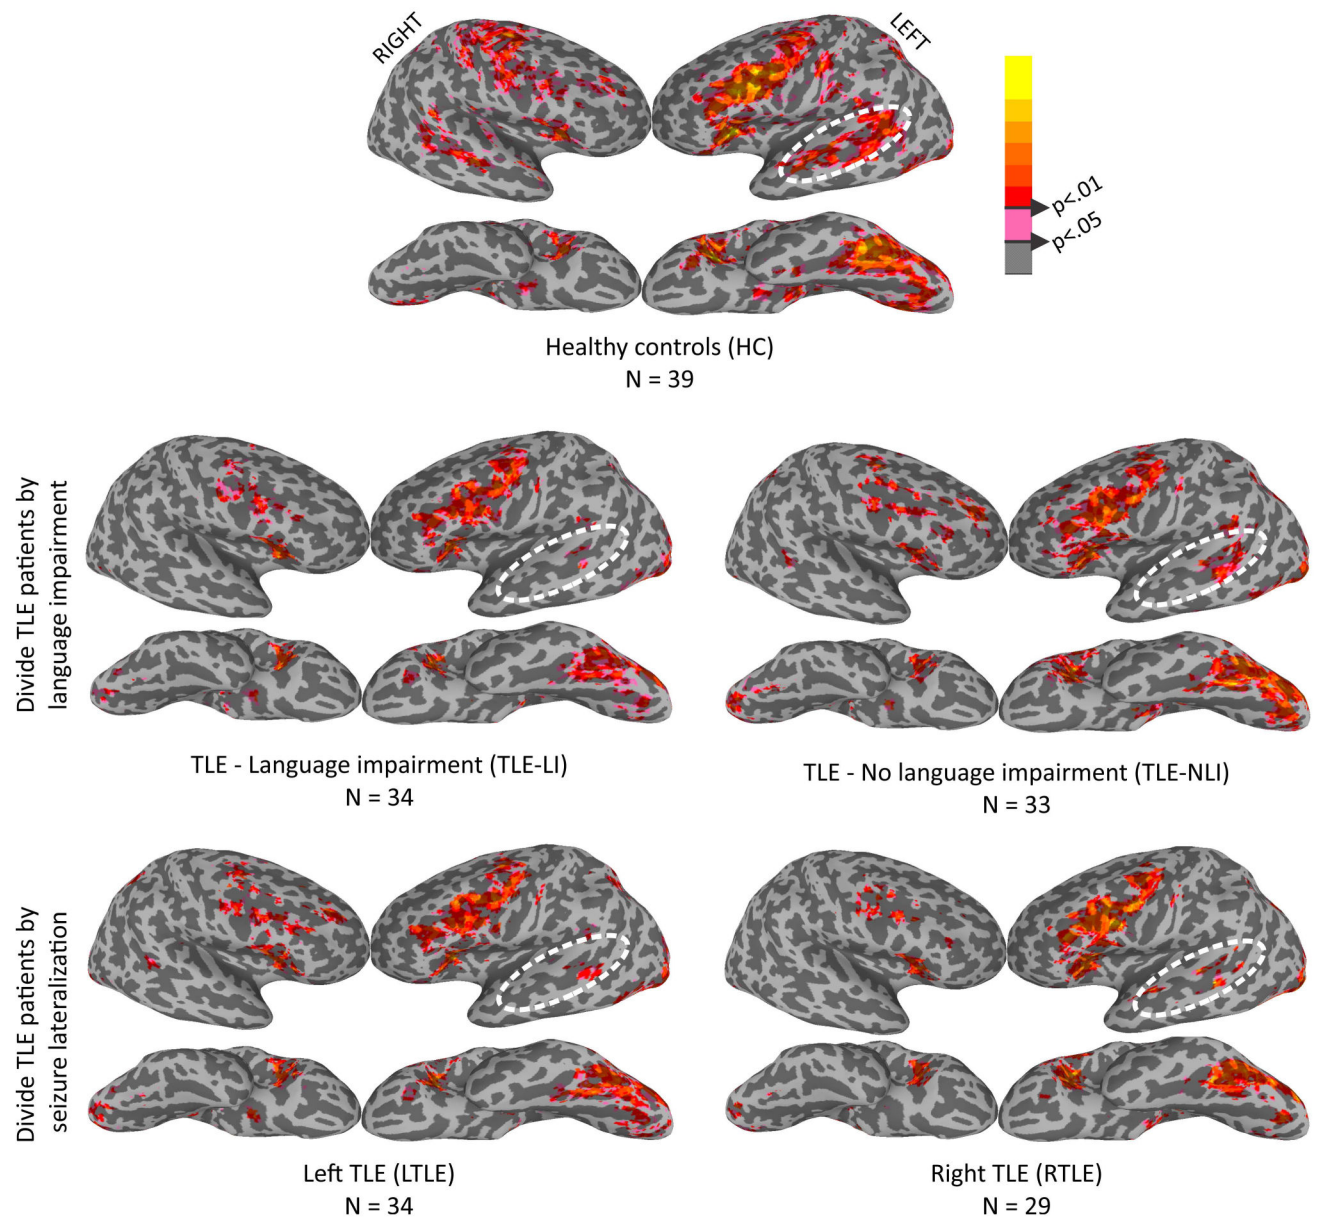 RIGHT
LEFT
p<.01
p<.05
Healthy controls (HC)
N = 39
Divide TLE patients by
language impairment
TLE - Language impairment (TLE-LI)
N = 34
TLE - No language impairment (TLE-NLI)
N = 33
Divide TLE patients by
seizure lateralization
Left TLE (LTLE)
N = 34
Right TLE (RTLE)
N = 29